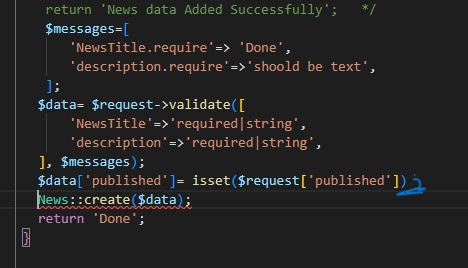 return 'News data Added Successfully';   */
$messages=[
    'NewsTitle.require'=> 'Done',
    'description.require'=>'should be text',
];
$data= $request->validate([
    'NewsTitle'=>'required|string',
    'description'=>'required|string',
], $messages);
$data['published']= isset($request['published'])
News::create($data);
return 'Done';
}